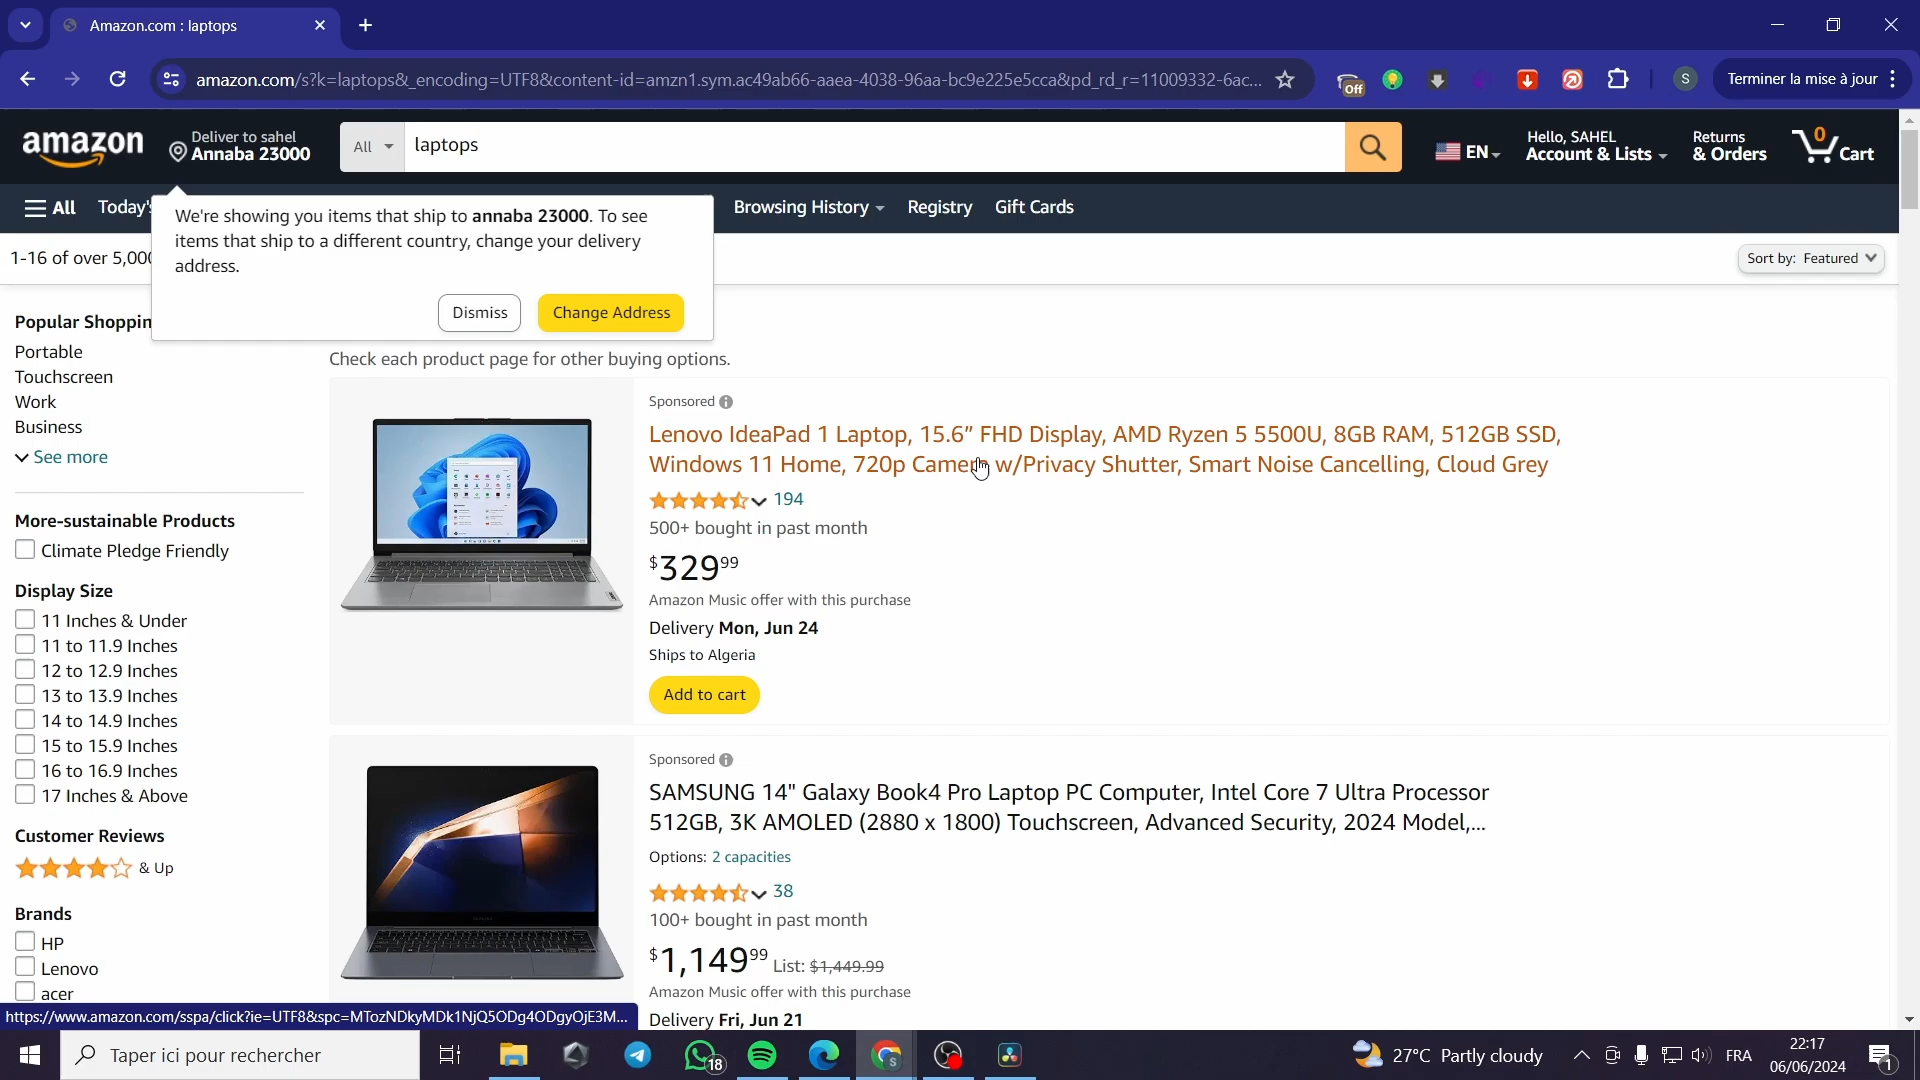 Amazon.com : laptops
amazon.com/s?k=laptops&_encoding=UTF8&content-id=amzn1.sym.ac49ab66-aaea-4038-96aa-bc9e225e5cca&pd_rd_r=11009332-6ac...
Off
S
Terminer la mise à jour
amazon
Deliver to sahel
Annaba 23000
All
laptops
EN
Hello, SAHEL
Account & Lists
Returns
& Orders
0
Cart
All
Today's
Browsing History
Registry
Gift Cards
We're showing you items that ship to annaba 23000. To see
items that ship to a different country, change your delivery
address.
Dismiss
Change Address
1-16 of over 5,000
Sort by: Featured
Popular Shoppin
Portable
Touchscreen
Work
Business
See more
More-sustainable Products
Climate Pledge Friendly
Display Size
11 Inches & Under
11 to 11.9 Inches
12 to 12.9 Inches
13 to 13.9 Inches
14 to 14.9 Inches
15 to 15.9 Inches
16 to 16.9 Inches
17 Inches & Above
Customer Reviews
& Up
Brands
HP
Lenovo
acer
Check each product page for other buying options.
Sponsored
Lenovo IdeaPad 1 Laptop, 15.6” FHD Display, AMD Ryzen 5 5500U, 8GB RAM, 512GB SSD,
Windows 11 Home, 720p Camera w/Privacy Shutter, Smart Noise Cancelling, Cloud Grey
194
500+ bought in past month
$329.99
Amazon Music offer with this purchase
Delivery Mon, Jun 24
Ships to Algeria
Add to cart
Sponsored
SAMSUNG 14" Galaxy Book4 Pro Laptop PC Computer, Intel Core 7 Ultra Processor
512GB, 3K AMOLED (2880 x 1800) Touchscreen, Advanced Security, 2024 Model,...
Options: 2 capacities
38
100+ bought in past month
$1,149.99 List: $1,449.99
Amazon Music offer with this purchase
Delivery Fri, Jun 21
https://www.amazon.com/sspa/click?ie=UTF8&spc=MTozNDkyMDk1NjQ5ODg4ODgyOjE3M...
Taper ici pour rechercher
18
27°C Partly cloudy
FRA
22:17
06/06/2024
1